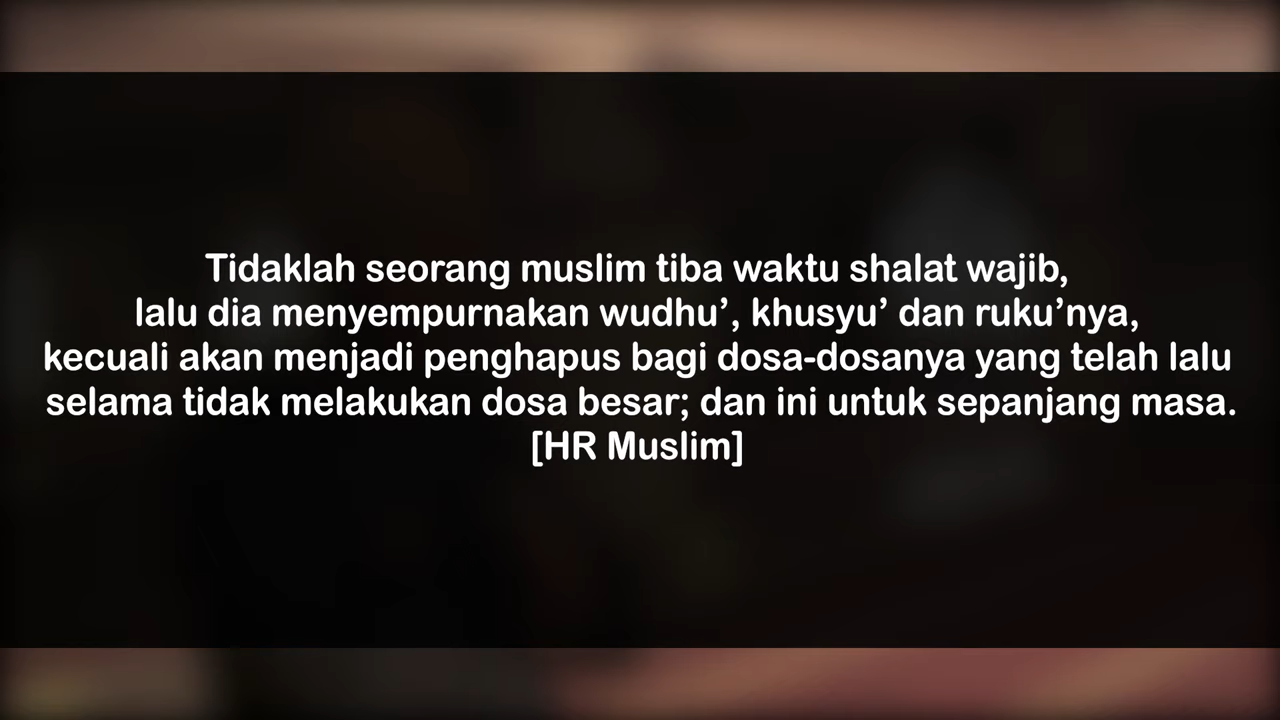 Tidaklah seorang muslim tiba waktu shalat wajib,
lalu dia menyempurnakan wudhu’, khusyu’ dan ruku’nya,
kecuali akan menjadi penghapus bagi dosa-dosanya yang telah lalu
selama tidak melakukan dosa besar; dan ini untuk sepanjang masa.
[HR Muslim]